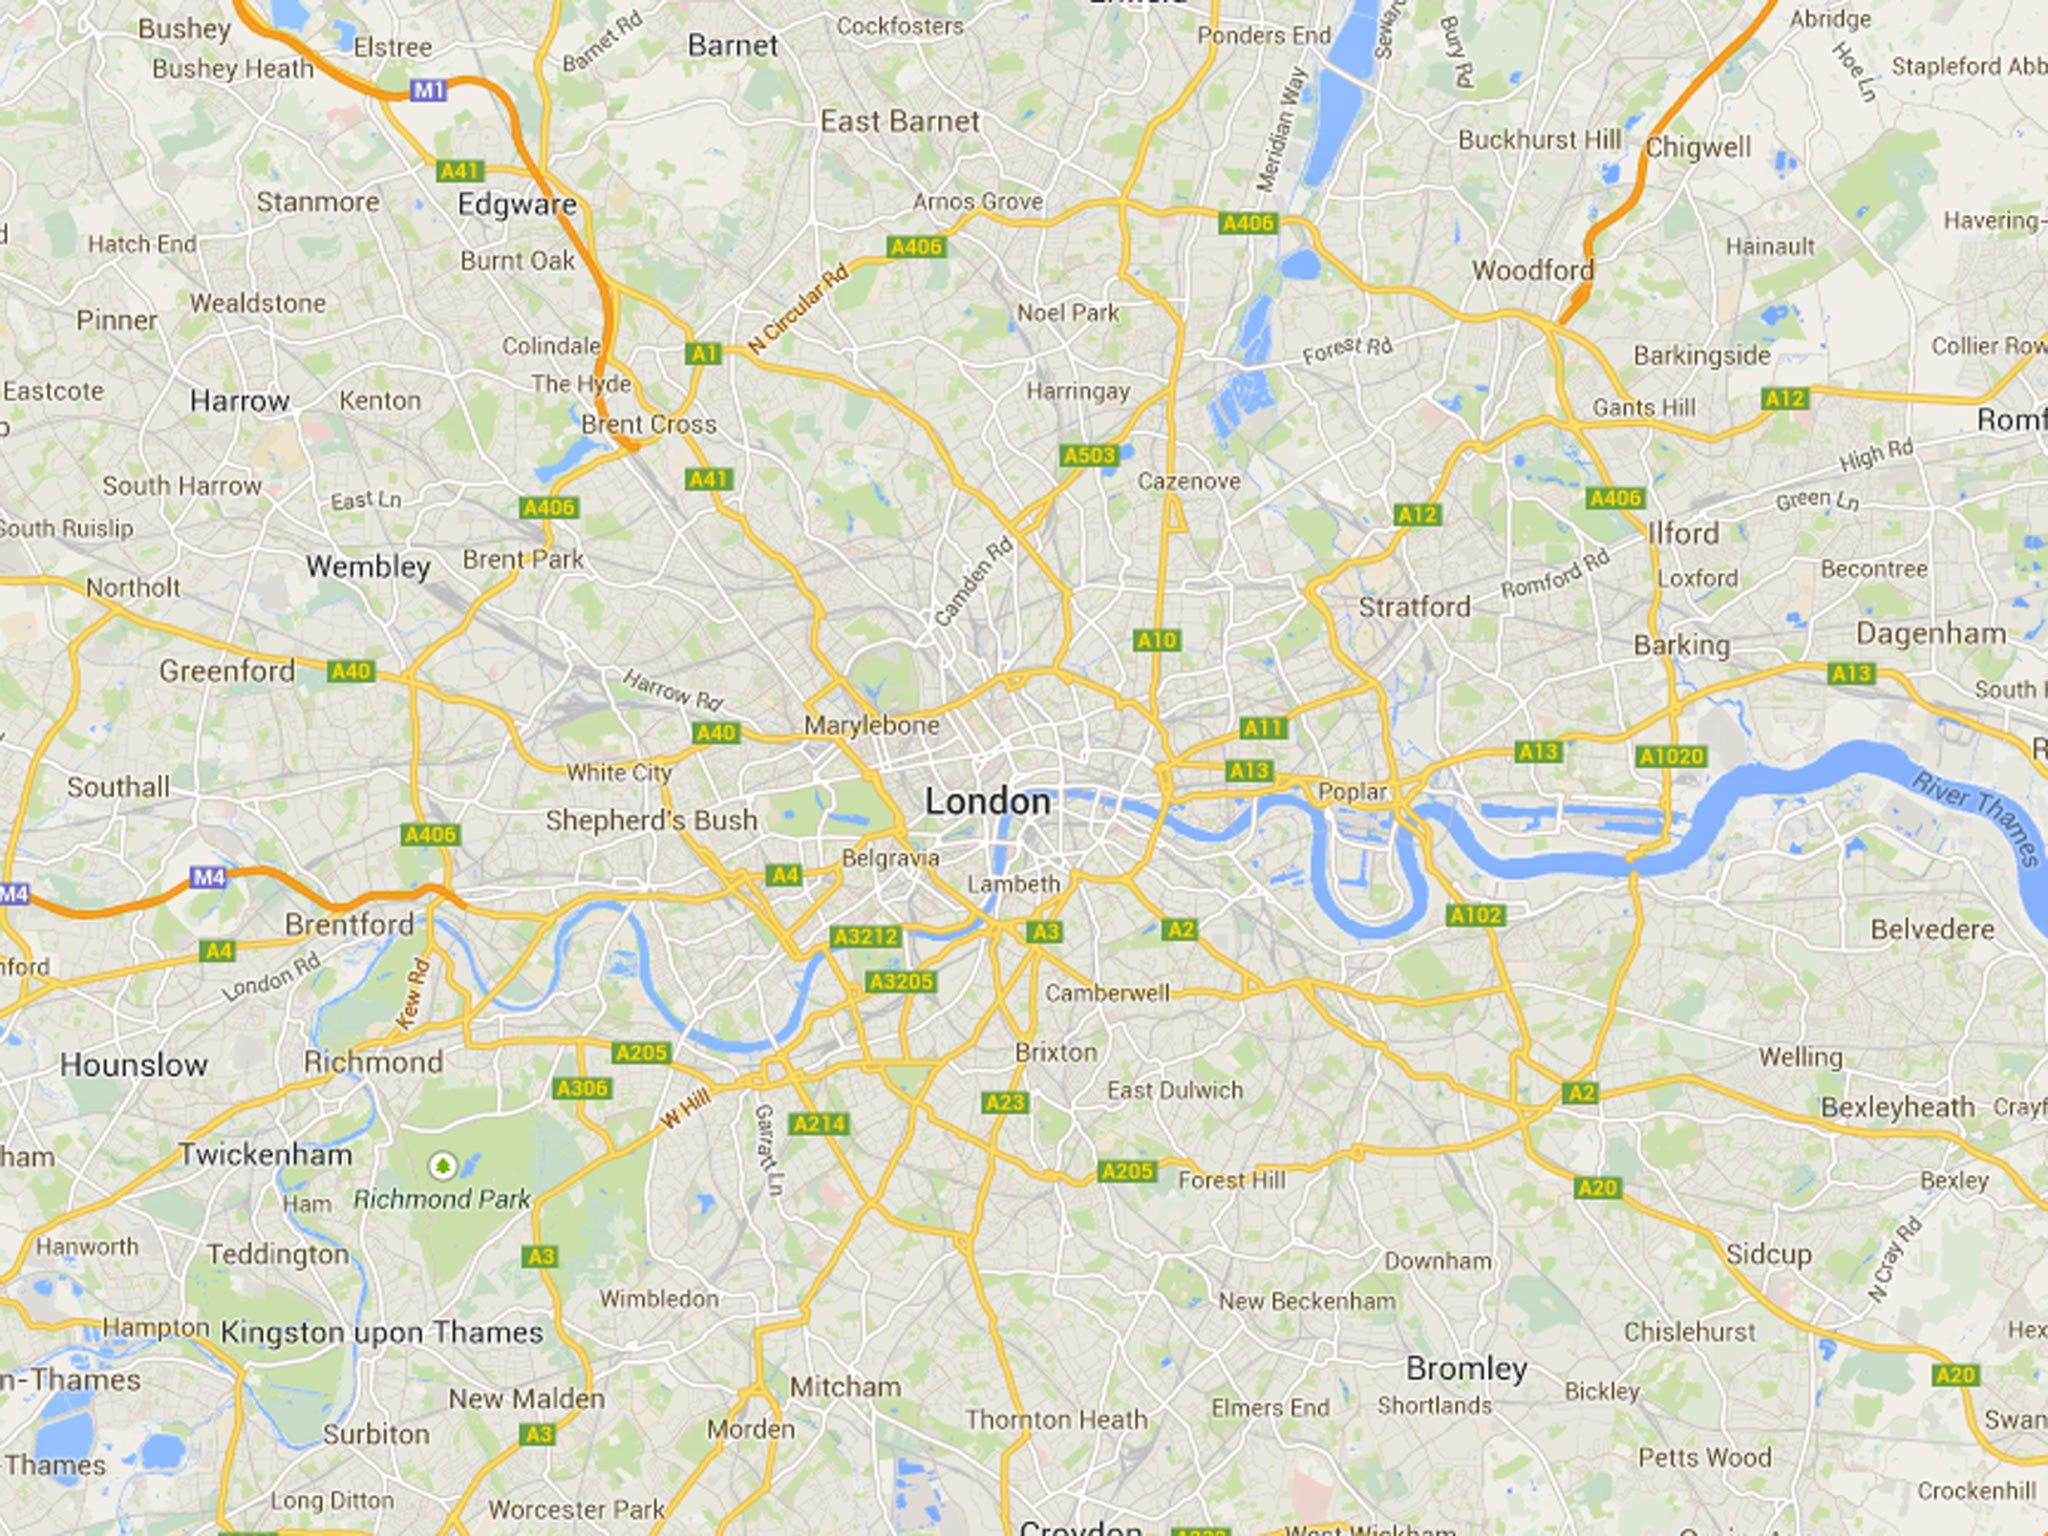 Abridge
Bushey
Elstree
Barnet Rd
Barnet
Cockfosters
Ponders End
Bury Rd
Hoe Ln
Bushey Heath
Stapleford Abb
M1
Meridian Way
East Barnet
Buckhurst Hill
Chigwell
A41
Stanmore
Edgware
Arnos Grove
A406
Havering-
Hatch End
A406
Hainault
Burnt Oak
Woodford
Wealdstone
N Circular Rd
Pinner
Noel Park
Colindale
A1
Forest Rd
Barkingside
Collier Row
The Hyde
Eastcote
Harrow
Kenton
Harringay
A12
Gants Hill
Romf
Brent Cross
A503
High Rd
South Harrow
A41
Cazenove
East Ln
A406
A12
A406
Green Ln
South Ruislip
Ilford
Wembley
Brent Park
Camden Rd
Romford Rd
Loxford
Becontree
Northolt
Stratford
A10
Barking
Dagenham
Greenford
A40
Harrow Rd
A13
South
Marylebone
A40
A11
A13
A1020
Southall
White City
A13
Poplar
River Thames
London
Shepherd's Bush
A406
Belgravia
M4
A4
Lambeth
M4
Brentford
A102
A3212
A3
A2
Belvedere
A4
nford
London Rd
Kew Rd
A3205
Camberwell
Hounslow
Richmond
A205
Brixton
Welling
A306
W Hill
East Dulwich
A23
A2
Bexleyheath
Crayf
A214
Garratt Ln
Twickenham
ham
A205
Forest Hill
Bexley
A20
Richmond Park
Ham
Hanworth
Teddington
A3
Downham
Sidcup
N Cray Rd
Wimbledon
New Beckenham
Hampton
Kingston upon Thames
Chislehurst
Hex
Bromley
n-Thames
New Malden
Mitcham
Bickley
A20
Elmers End
Shortlands
Thornton Heath
Swan
Surbiton
A3
Morden
-Thames
Petts Wood
Long Ditton
Worcester Park
Crockenhill
Croydon
West Wickham